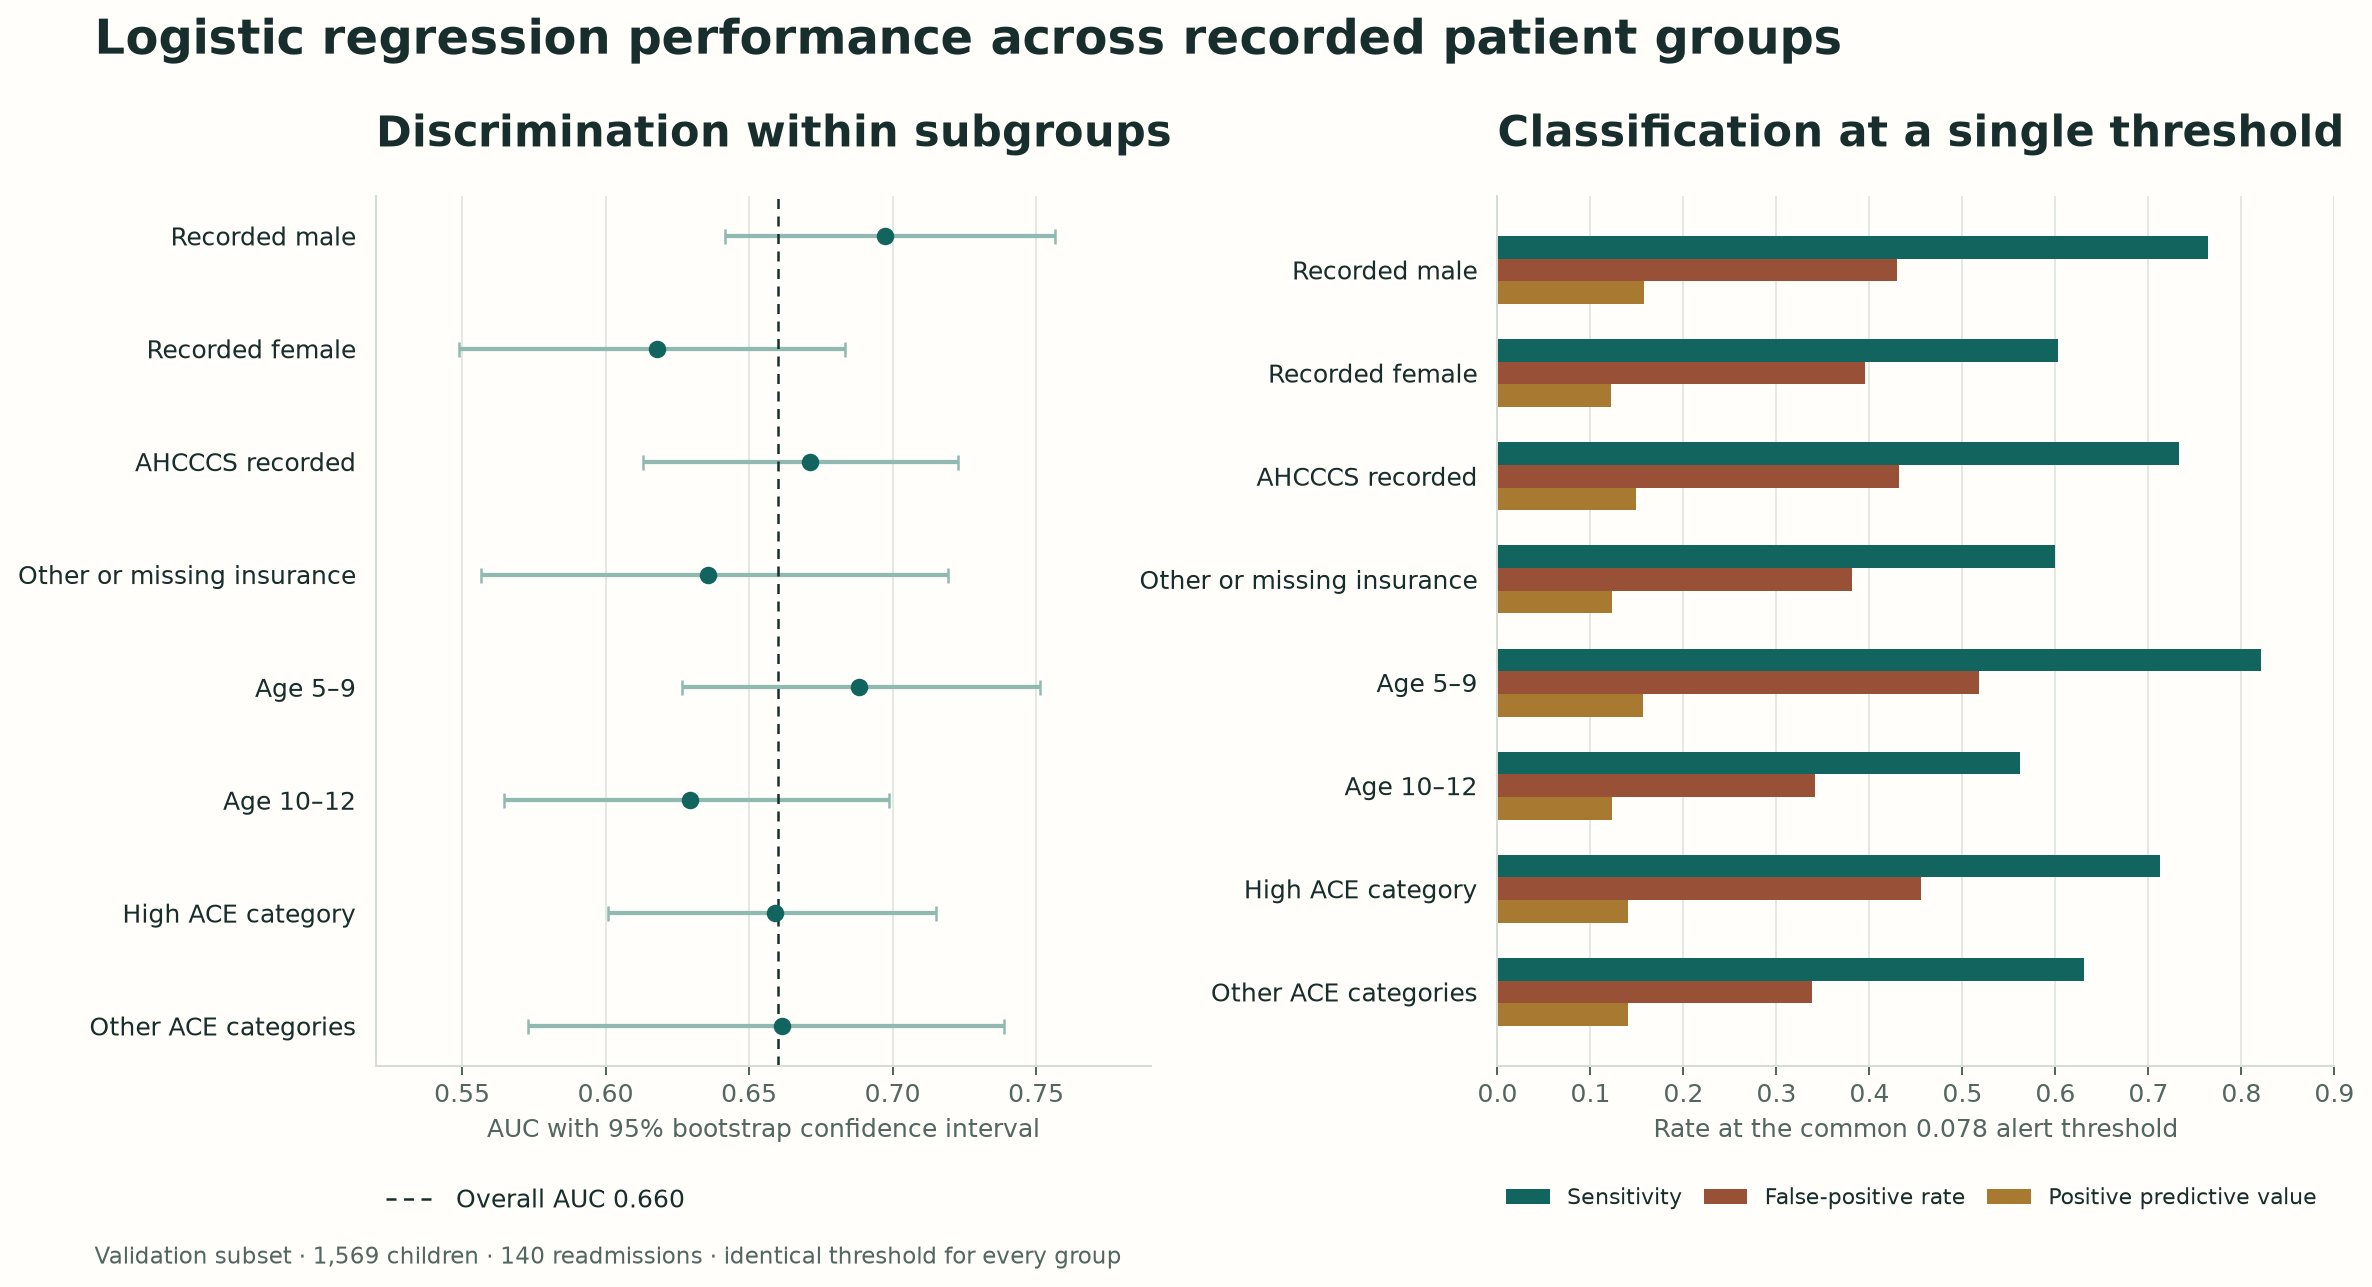 Logistic regression performance across recorded patient groups
Discrimination within subgroups
Recorded male
Recorded female
AHCCCS recorded
Other or missing insurance
Age 5–9
Age 10–12
High ACE category
Other ACE categories
0.55 0.60 0.65 0.70 0.75
AUC with 95% bootstrap confidence interval
Overall AUC 0.660
Classification at a single threshold
Recorded male
Recorded female
AHCCCS recorded
Other or missing insurance
Age 5–9
Age 10–12
High ACE category
Other ACE categories
0.0 0.1 0.2 0.3 0.4 0.5 0.6 0.7 0.8 0.9
Rate at the common 0.078 alert threshold
Sensitivity False-positive rate Positive predictive value
Validation subset · 1,569 children · 140 readmissions · identical threshold for every group